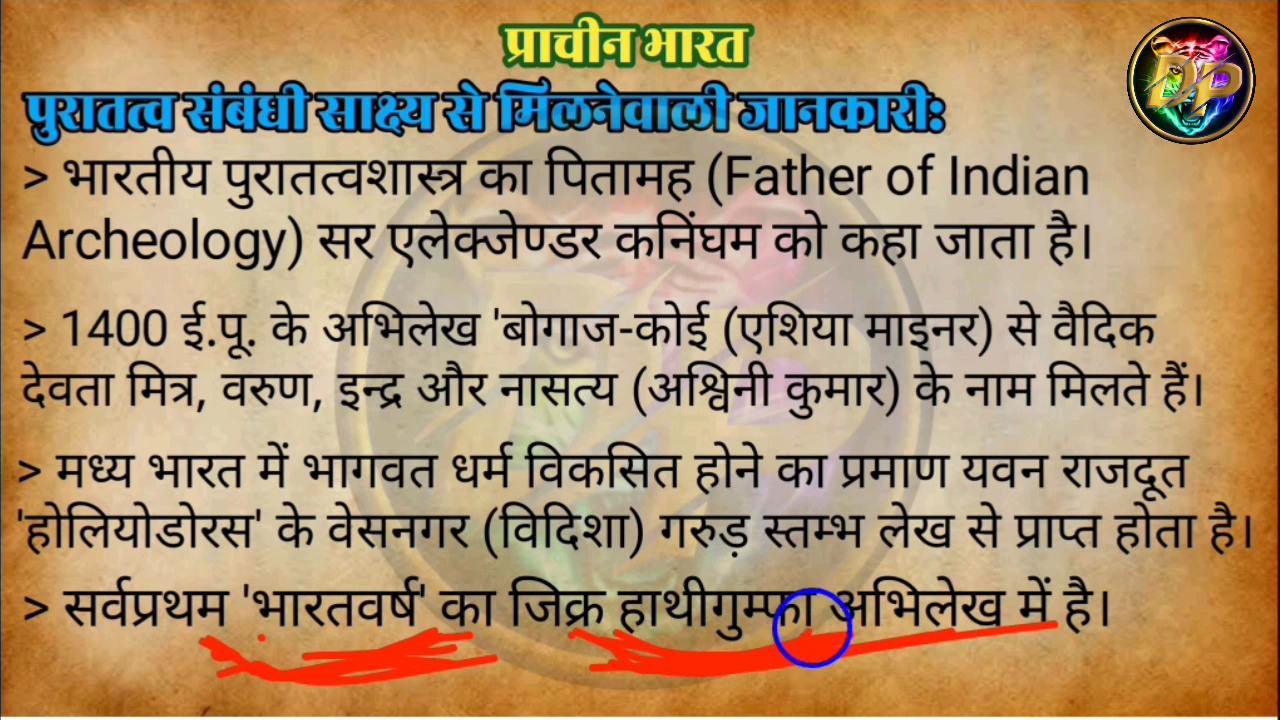 प्राचीन भारत
DP
पुरातत्व संबंधी साक्ष्य से मिलनेवाली जानकारी:
> भारतीय पुरातत्वशास्त्र का पितामह (Father of Indian
Archeology) सर एलेक्जेण्डर कनिंघम को कहा जाता है।
> 1400 ई.पू. के अभिलेख 'बोगाज-कोई (एशिया माइनर) से वैदिक
देवता मित्र, वरुण, इन्द्र और नासत्य (अश्विनी कुमार) के नाम मिलते हैं।
> मध्य भारत में भागवत धर्म विकसित होने का प्रमाण यवन राजदूत
'होलियोडोरस' के वेसनगर (विदिशा) गरुड़ स्तम्भ लेख से प्राप्त होता है।
> सर्वप्रथम 'भारतवर्ष' का जिक्र हाथीगुम्फा अभिलेख में है।